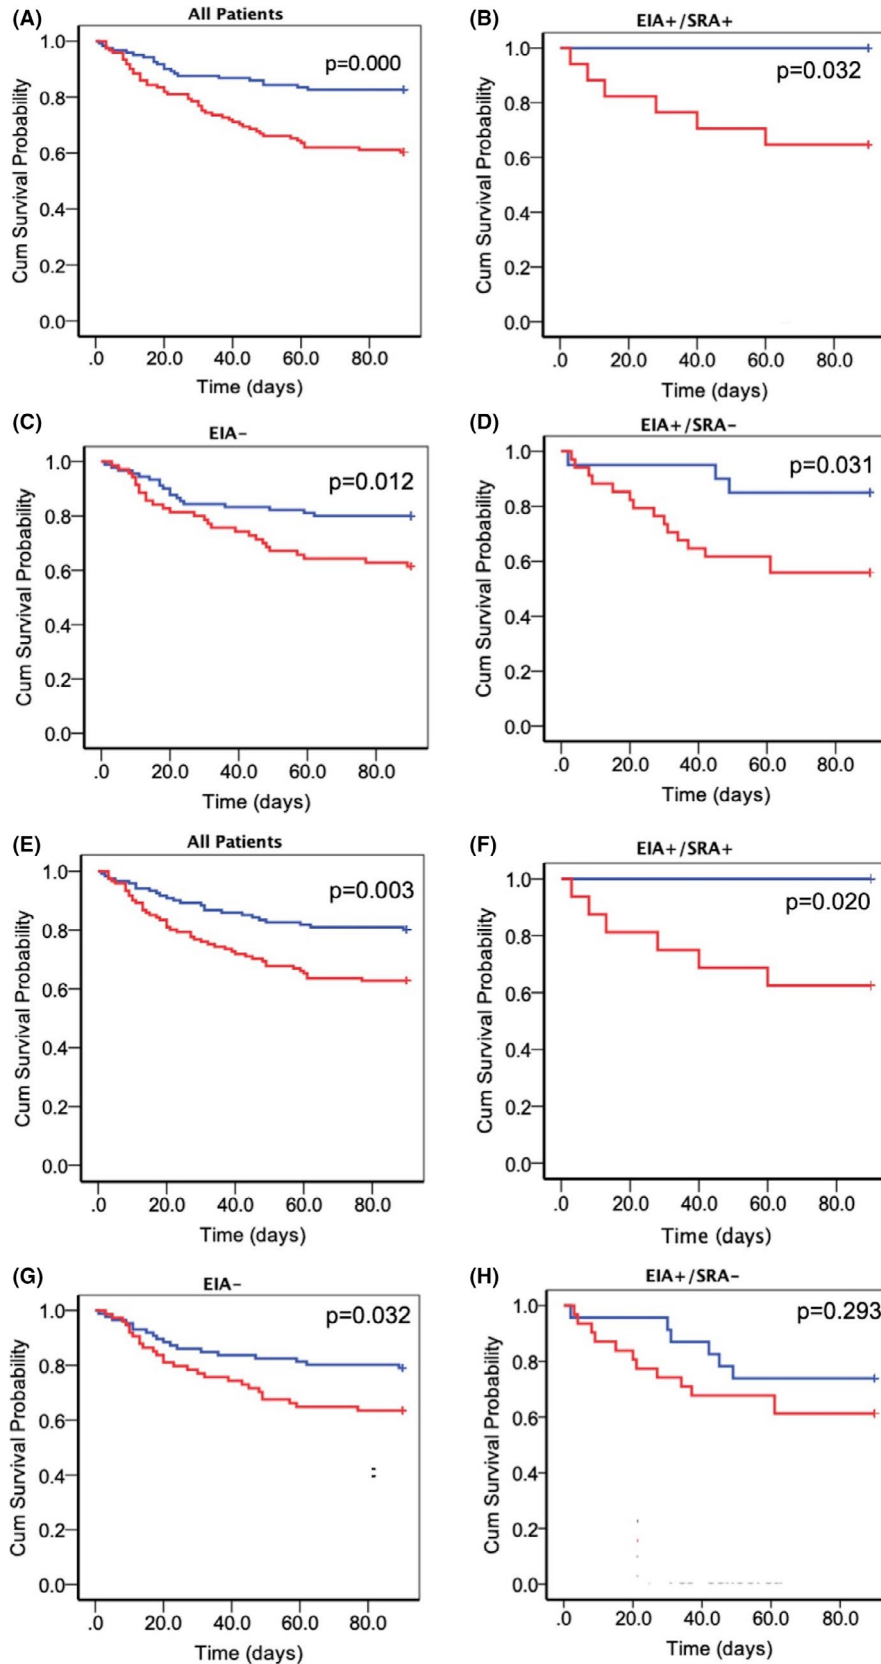 (A)
All Patients
p=0.000
Cum Survival Probability
1.0
0.8
0.6
0.4
0.2
0.0
.0 20.0 40.0 60.0 80.0
Time (days)
(B)
EIA+/SRA+
p=0.032
Cum Survival Probability
1.0
0.8
0.6
0.4
0.2
0.0
.0 20.0 40.0 60.0 80.0
Time (days)
(C)
EIA−
p=0.012
Cum Survival Probability
1.0
0.8
0.6
0.4
0.2
0.0
.0 20.0 40.0 60.0 80.0
Time (days)
(D)
EIA+/SRA-
p=0.031
Cum Survival Probability
1.0
0.8
0.6
0.4
0.2
0.0
.0 20.0 40.0 60.0 80.0
Time (days)
(E)
All Patients
p=0.003
Cum Survival Probability
1.0
0.8
0.6
0.4
0.2
0.0
.0 20.0 40.0 60.0 80.0
Time (days)
(F)
EIA+/SRA+
p=0.020
Cum Survival Probability
1.0
0.8
0.6
0.4
0.2
0.0
.0 20.0 40.0 60.0 80.0
Time (days)
(G)
EIA−
p=0.032
Cum Survival Probability
1.0
0.8
0.6
0.4
0.2
0.0
.0 20.0 40.0 60.0 80.0
Time (days)
(H)
EIA+/SRA-
p=0.293
Cum Survival Probability
1.0
0.8
0.6
0.4
0.2
0.0
.0 20.0 40.0 60.0 80.0
Time (days)